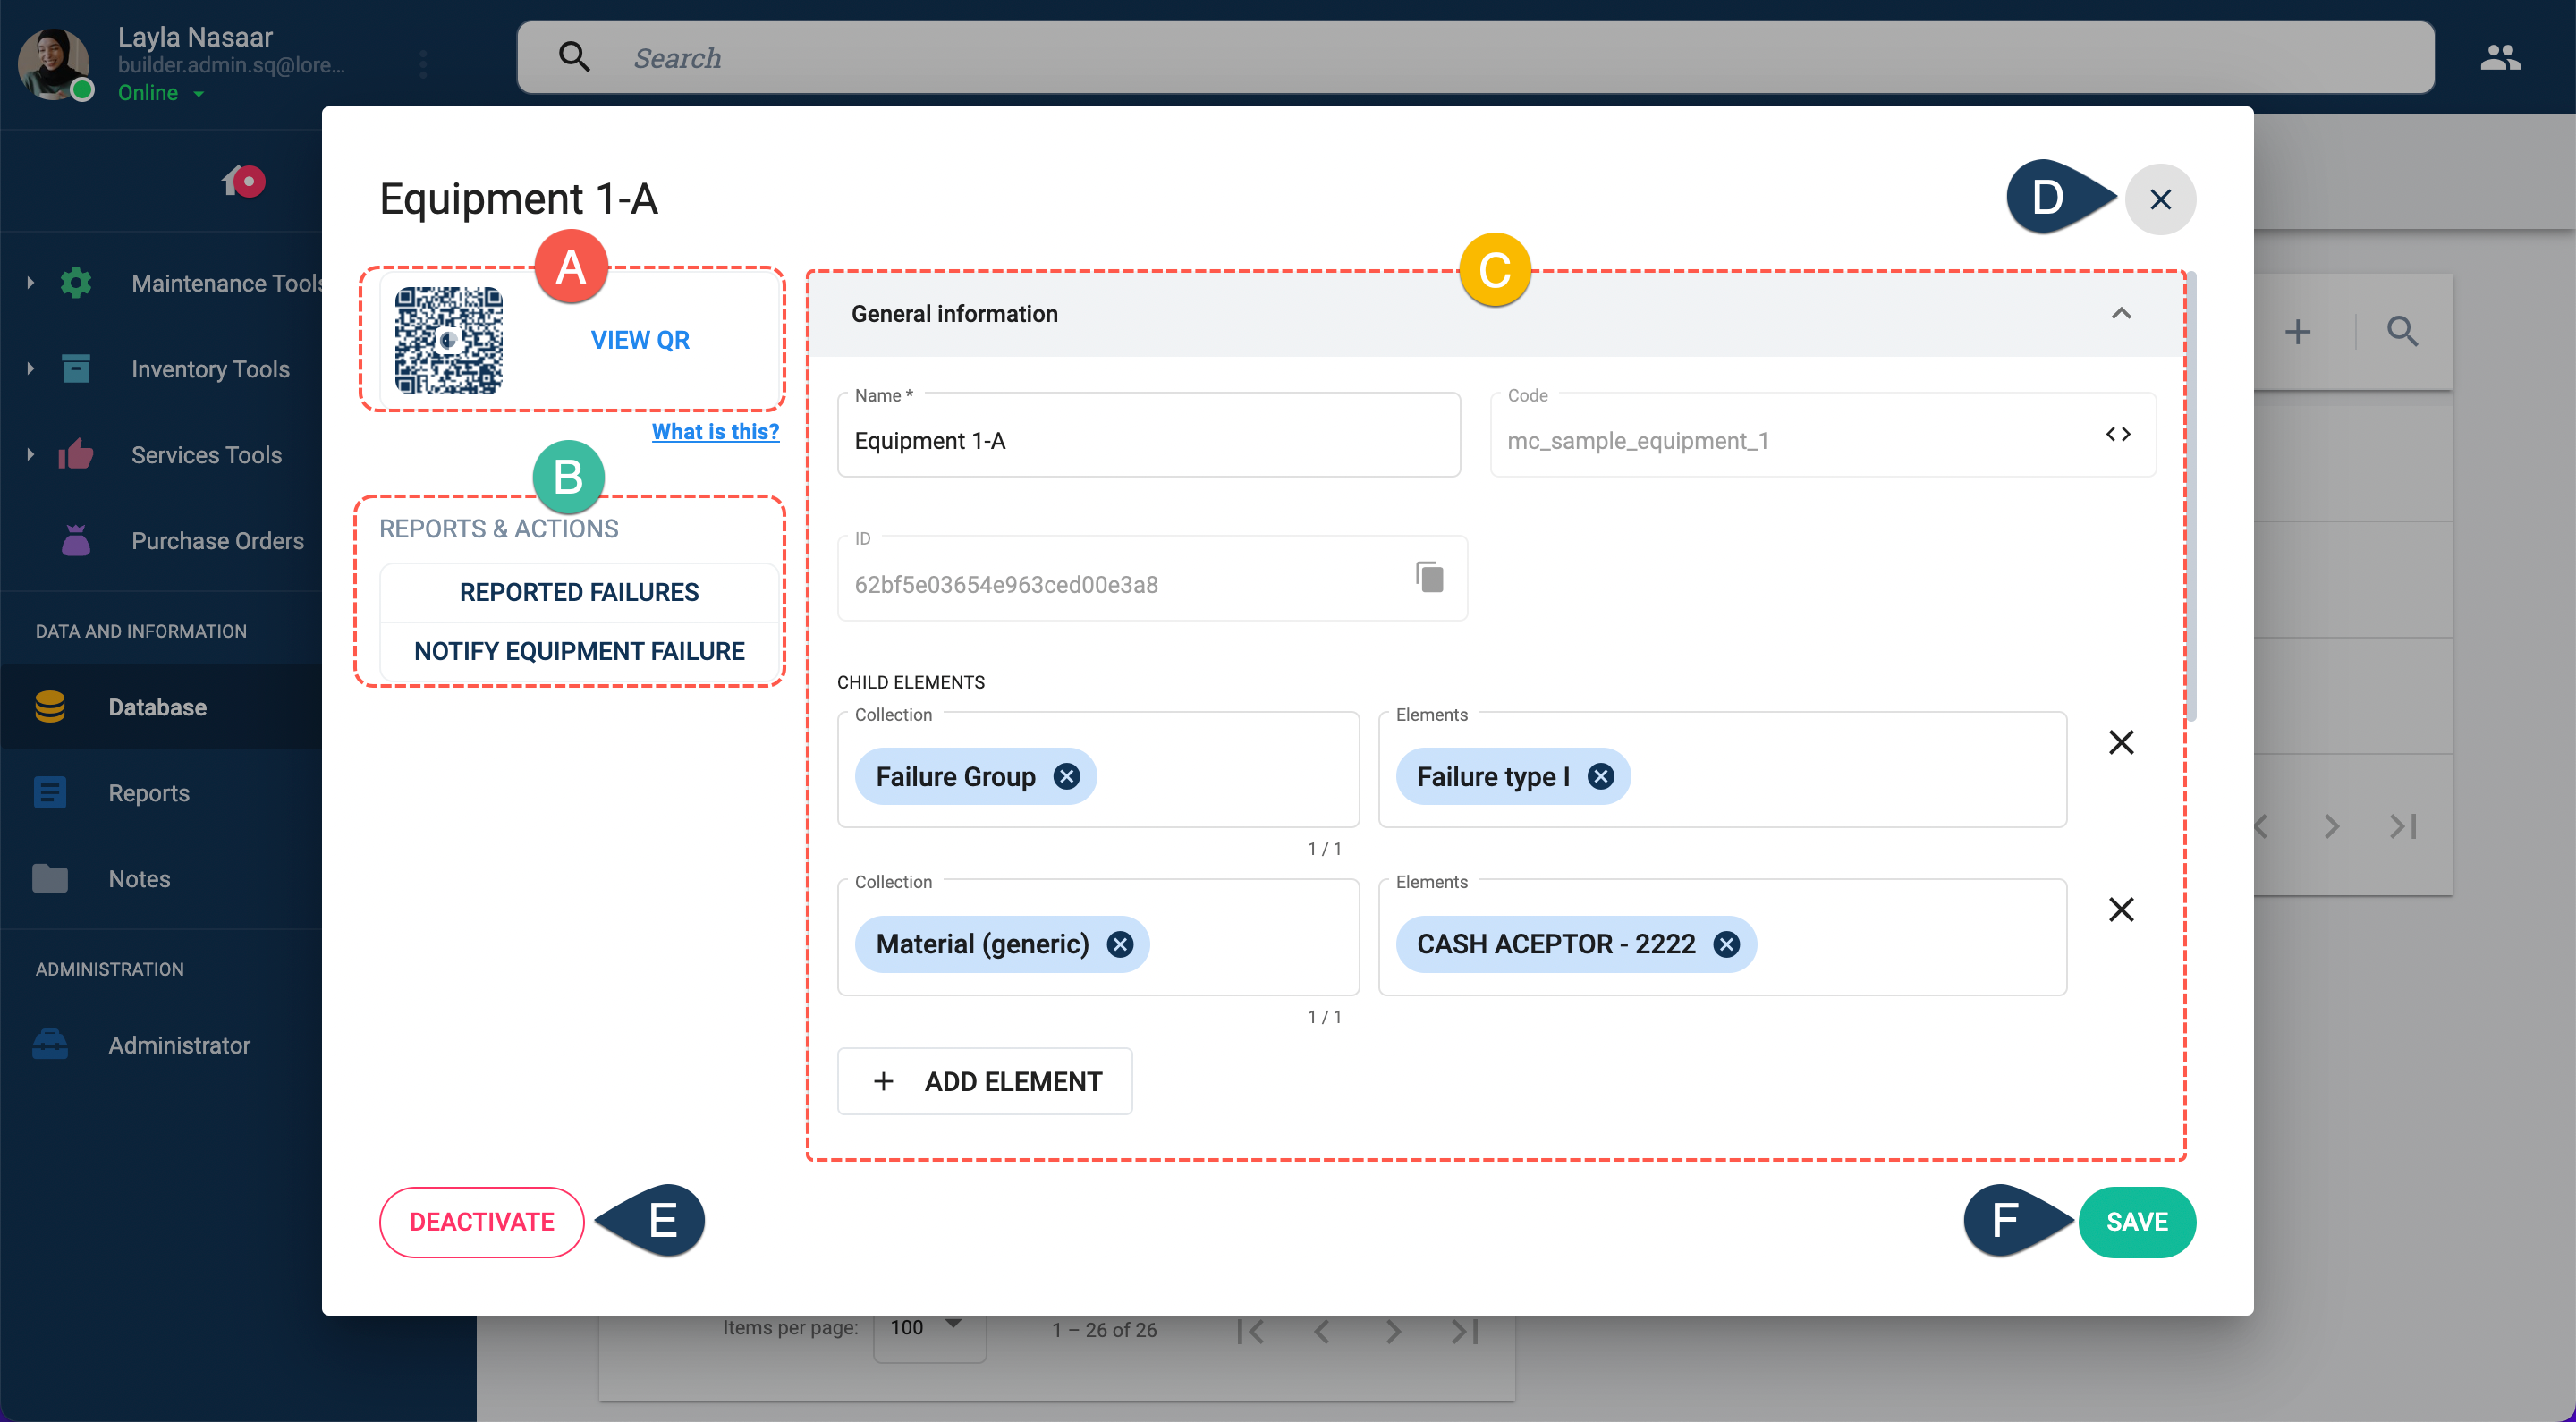 Layla Nasaar
builder.admin.sq@lore...
Online
Search
Maintenance Tools
Inventory Tools
Services Tools
Purchase Orders
DATA AND INFORMATION
Database
Reports
Notes
ADMINISTRATION
Administrator
Equipment 1-A
D
A
VIEW QR
What is this?
B
REPORTS & ACTIONS
REPORTED FAILURES
NOTIFY EQUIPMENT FAILURE
C
General information
Name *
Equipment 1-A
Code
mc_sample_equipment_1
ID
62bf5e03654e963ced00e3a8
CHILD ELEMENTS
Collection
Failure Group
1 / 1
Elements
Failure type I
Collection
Material (generic)
1 / 1
Elements
CASH ACEPTOR - 2222
ADD ELEMENT
DEACTIVATE
E
F
SAVE
Items per page:
100
1 – 26 of 26